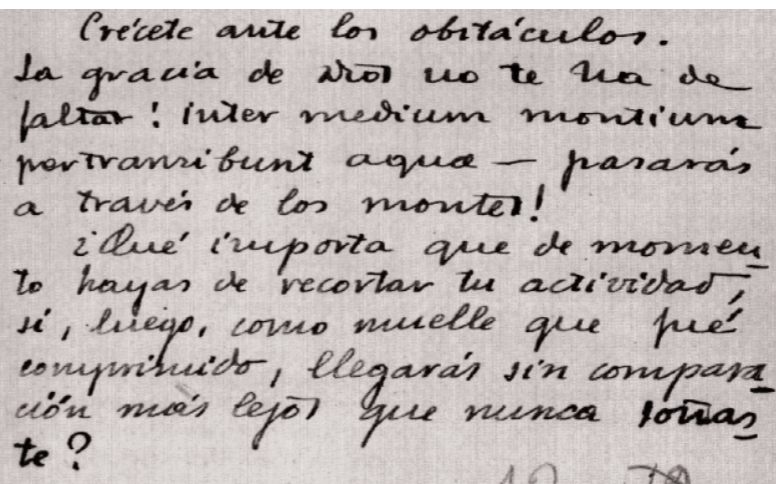 Crécete ante los obstáculos.
La gracia de Dios no te ha de
faltar: inter medium montium
pertransibunt aquæ — pasarás
a través de los montes!
¿Qué importa que de momen-
to hayas de recortar tu actividad,
si, luego, como muelle que fué
comprimido, llegarás sin compara-
ción más lejos que nunca soñas-
te?